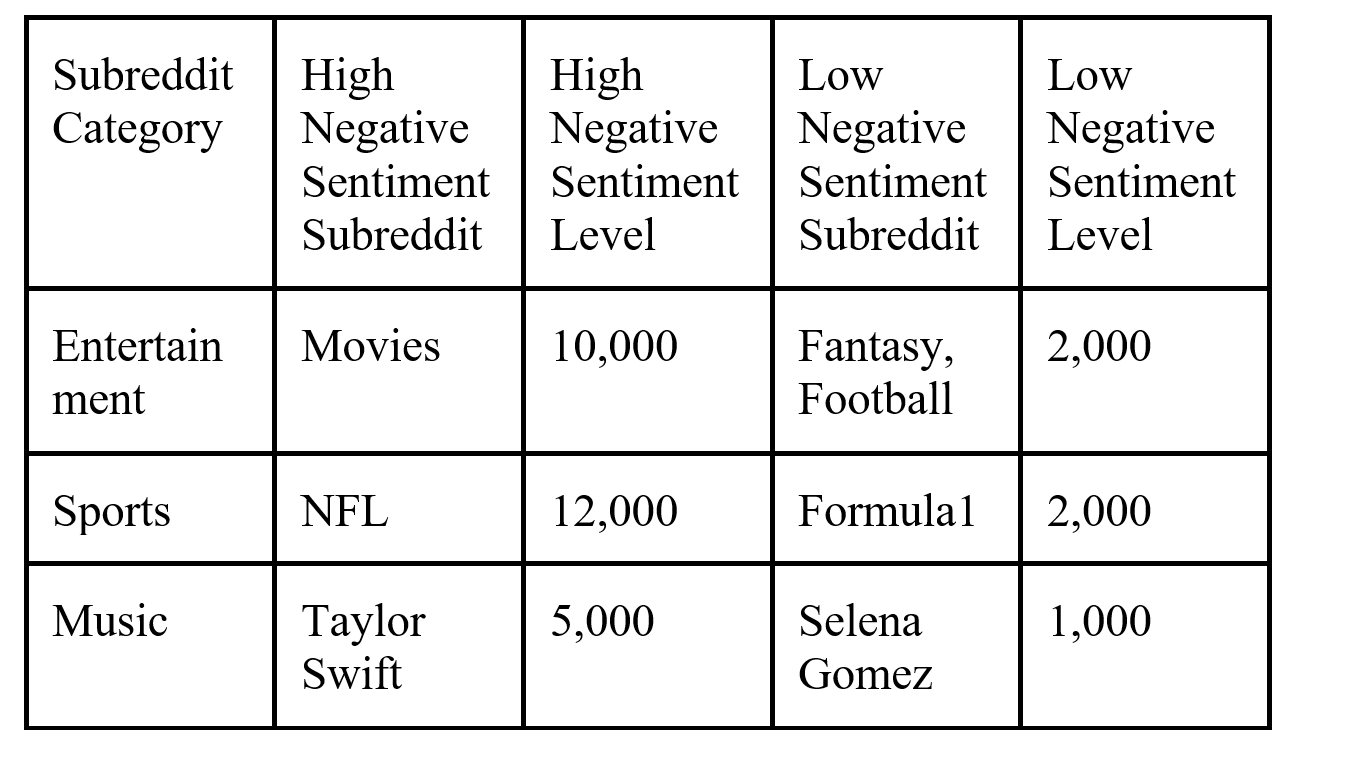 Subreddit
Category
High
Negative
Sentiment
Subreddit
High
Negative
Sentiment
Level
Low
Negative
Sentiment
Subreddit
Low
Negative
Sentiment
Level
Entertain
ment
Movies
10,000
Fantasy,
Football
2,000
Sports
NFL
12,000
Formula1
2,000
Music
Taylor
Swift
5,000
Selena
Gomez
1,000